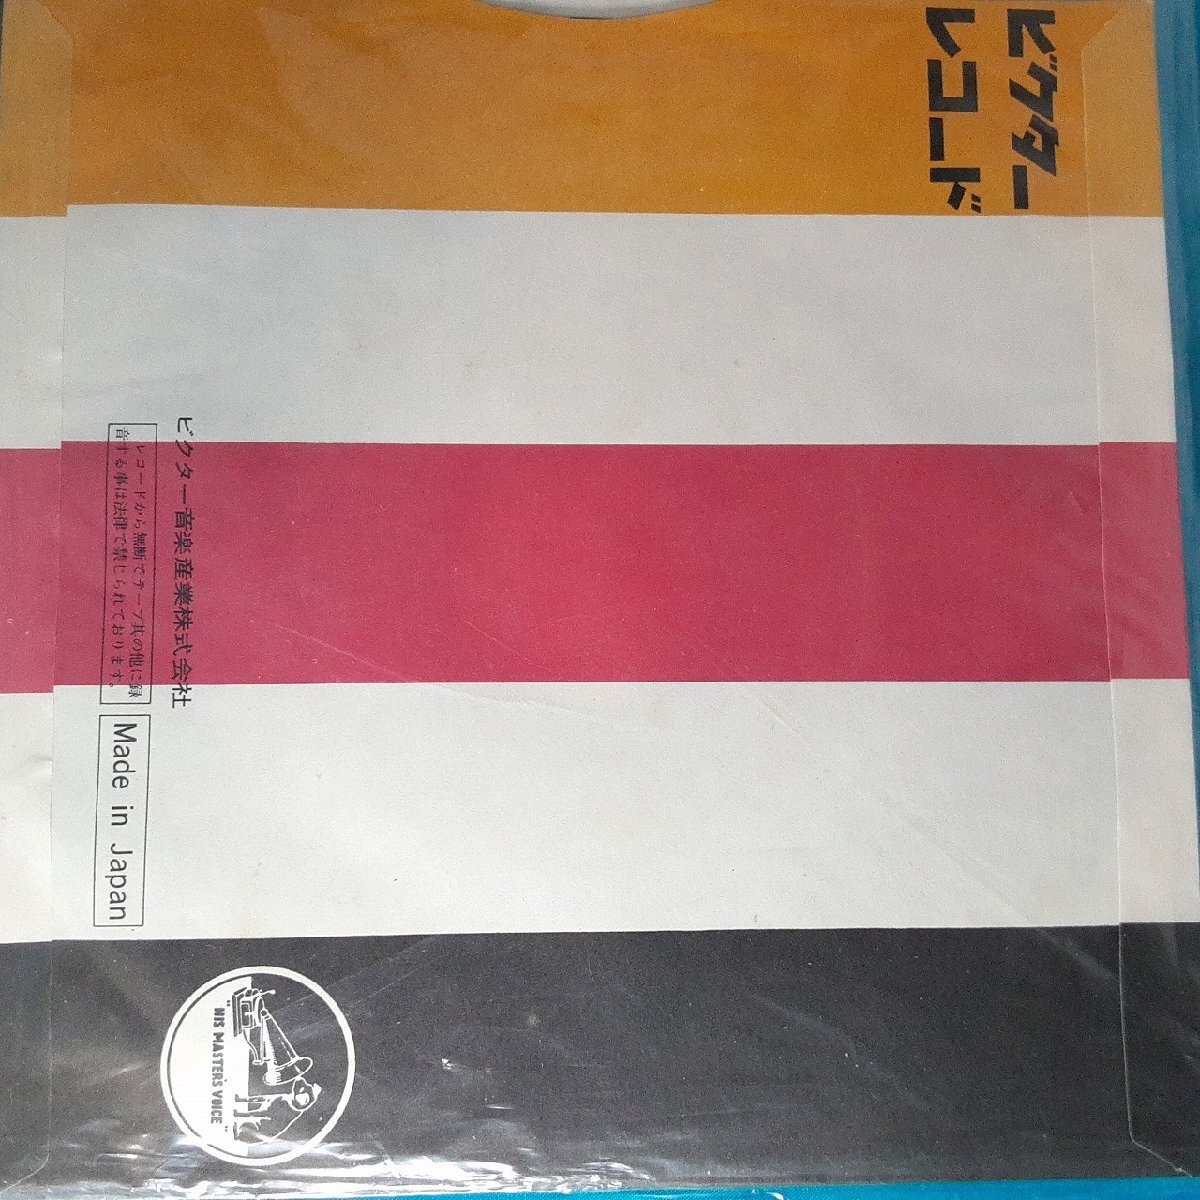 ビクター
レコード
ビクター音楽産業株式会社
レコードから無断でテープ其の他に録
音する事は法律で禁じられております。
Made in Japan
"HIS MASTER'S VOICE"